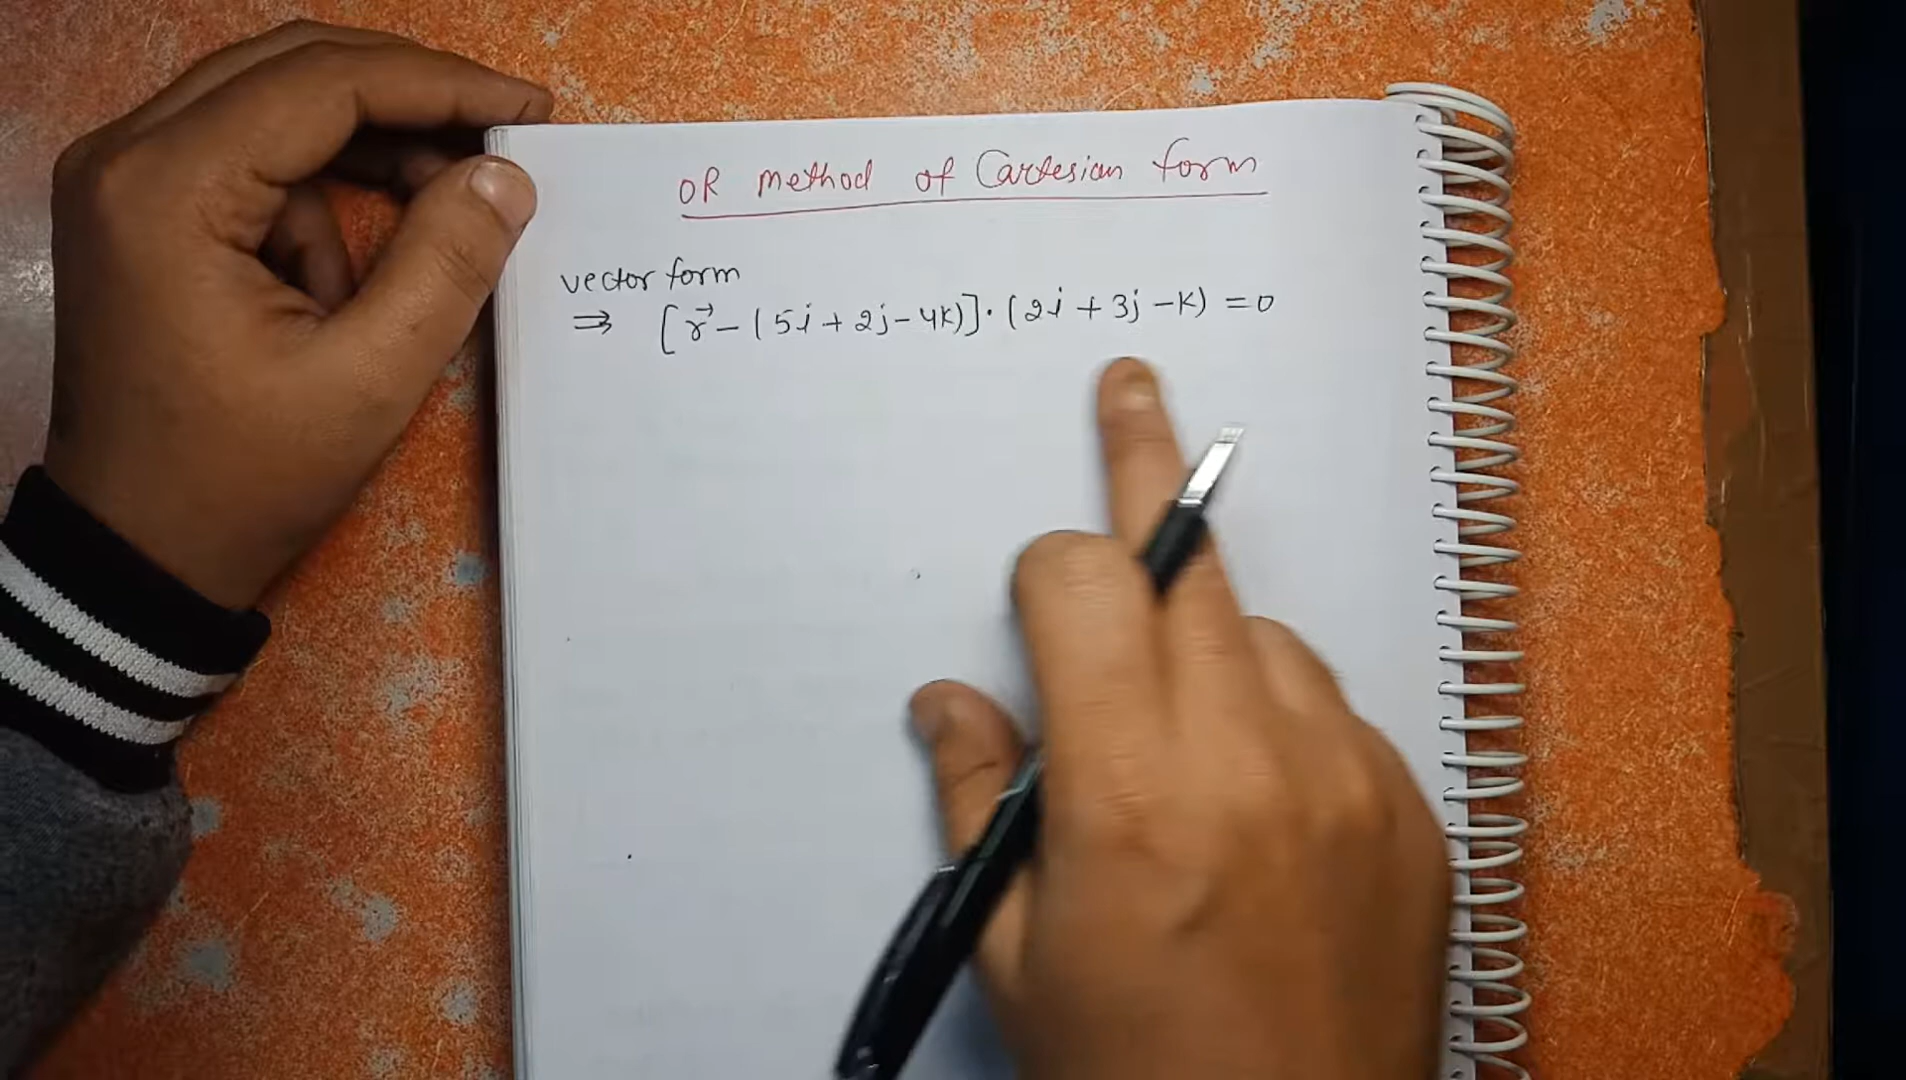 OR method of Cartesian form
vector form
⇒ [r⃗ - (5i + 2j - 4k)] · (2i + 3j - k) = 0